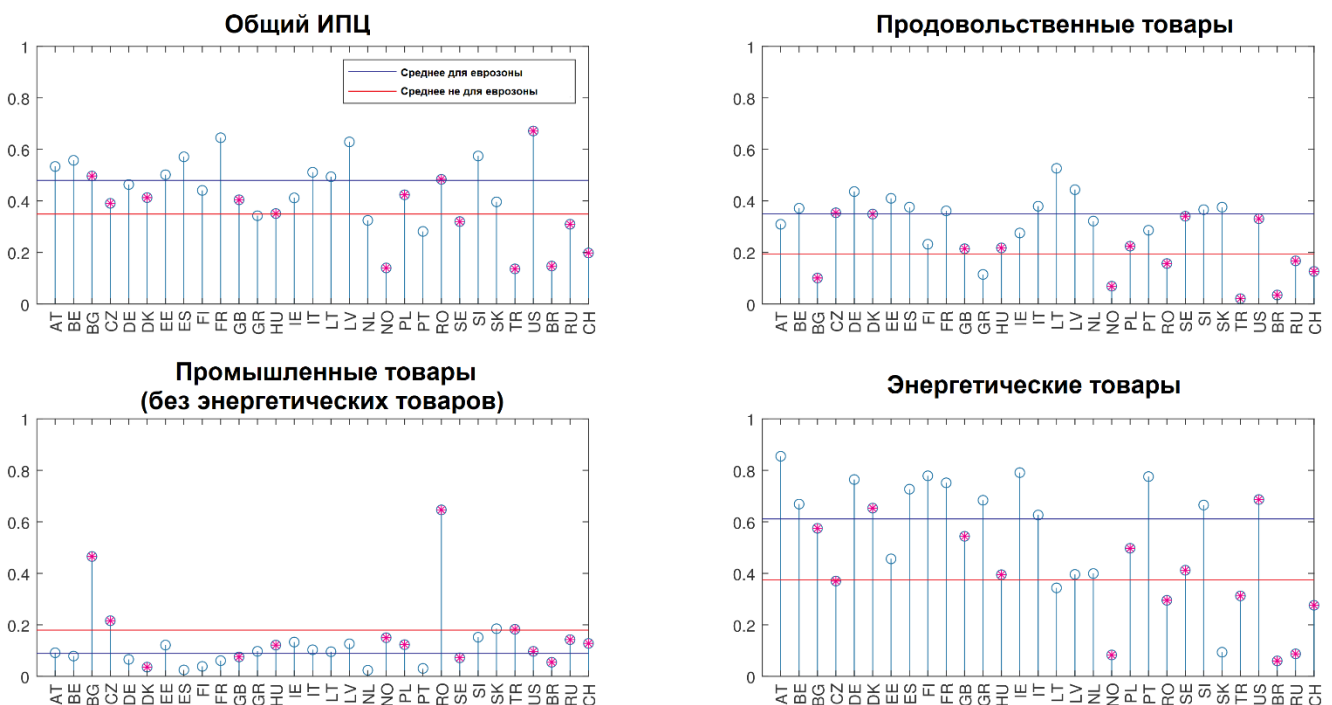 Общий ИПЦ
1
0.8
0.6
0.4
0.2
0
Среднее для еврозоны
Среднее не для еврозоны
AT BE BG CZ DE DK EE ES FI FR GB GR HU IE IT LT LV NL NO PL PT RO SE SI SK TR US BR RU CH
Продовольственные товары
1
0.8
0.6
0.4
0.2
0
AT BE BG CZ DE DK EE ES FI FR GB GR HU IE IT LT LV NL NO PL PT RO SE SI SK TR US BR RU CH
Промышленные товары
(без энергетических товаров)
1
0.8
0.6
0.4
0.2
0
AT BE BG CZ DE DK EE ES FI FR GB GR HU IE IT LT LV NL NO PL PT RO SE SI SK TR US BR RU CH
Энергетические товары
1
0.8
0.6
0.4
0.2
0
AT BE BG CZ DE DK EE ES FI FR GB GR HU IE IT LT LV NL NO PL PT RO SE SI SK TR US BR RU CH